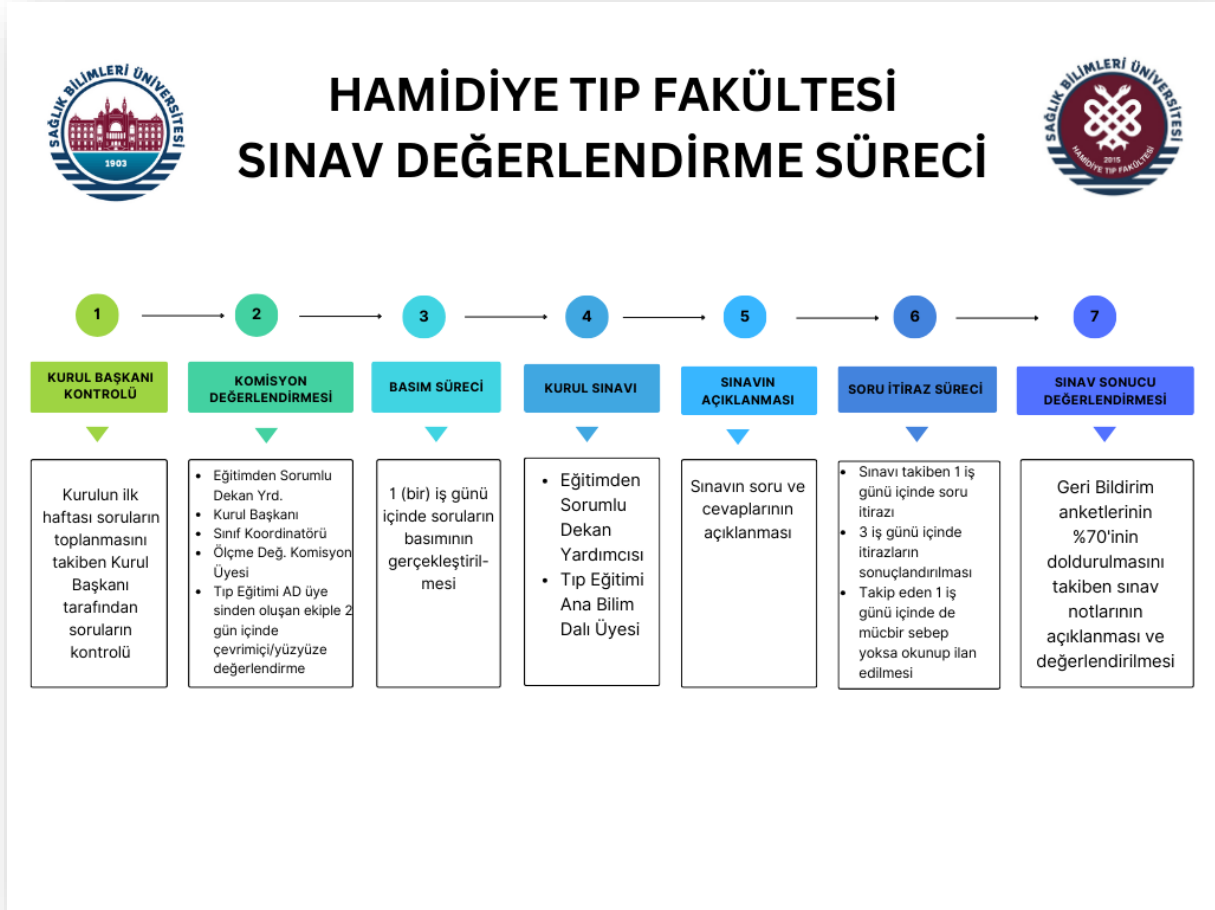 SAĞLIK BİLİMLERİ ÜNİVERSİTESİ
1903
HAMİDİYE TIP FAKÜLTESİ
SINAV DEĞERLENDİRME SÜRECİ
SAĞLIK BİLİMLERİ ÜNİVERSİTESİ
2015
HAMİDİYE TIP FAKÜLTESİ
1
2
3
4
5
6
7
KURUL BAŞKANI
KONTROLÜ
KOMİSYON
DEĞERLENDİRMESİ
BASIM SÜRECİ
KURUL SINAVI
SINAVIN
AÇIKLANMASI
SORU İTİRAZ SÜRECİ
SINAV SONUCU
DEĞERLENDİRMESİ
Kurulun ilk
haftası soruların
toplanmasını
takiben Kurul
Başkanı
tarafından
soruların
kontrolü
• Eğitimden Sorumlu
Dekan Yrd.
• Kurul Başkanı
• Sınıf Koordinatörü
• Ölçme Değ. Komisyon
Üyesi
• Tıp Eğitimi AD üye
sinden oluşan ekiple 2
gün içinde
çevrimiçi/yüzyüze
değerlendirme
1 (bir) iş günü
içinde soruların
basımının
gerçekleştiril-
mesi
• Eğitimden
Sorumlu
Dekan
Yardımcısı
• Tıp Eğitimi
Ana Bilim
Dalı Üyesi
Sınavın soru ve
cevaplarının
açıklanması
• Sınavı takiben 1 iş
günü içinde soru
itirazı
• 3 iş günü içinde
itirazların
sonuçlandırılması
• Takip eden 1 iş
günü içinde de
mücbir sebep
yoksa okunup ilan
edilmesi
Geri Bildirim
anketlerinin
%70'inin
doldurulmasını
takiben sınav
notlarının
açıklanması ve
değerlendirilmesi